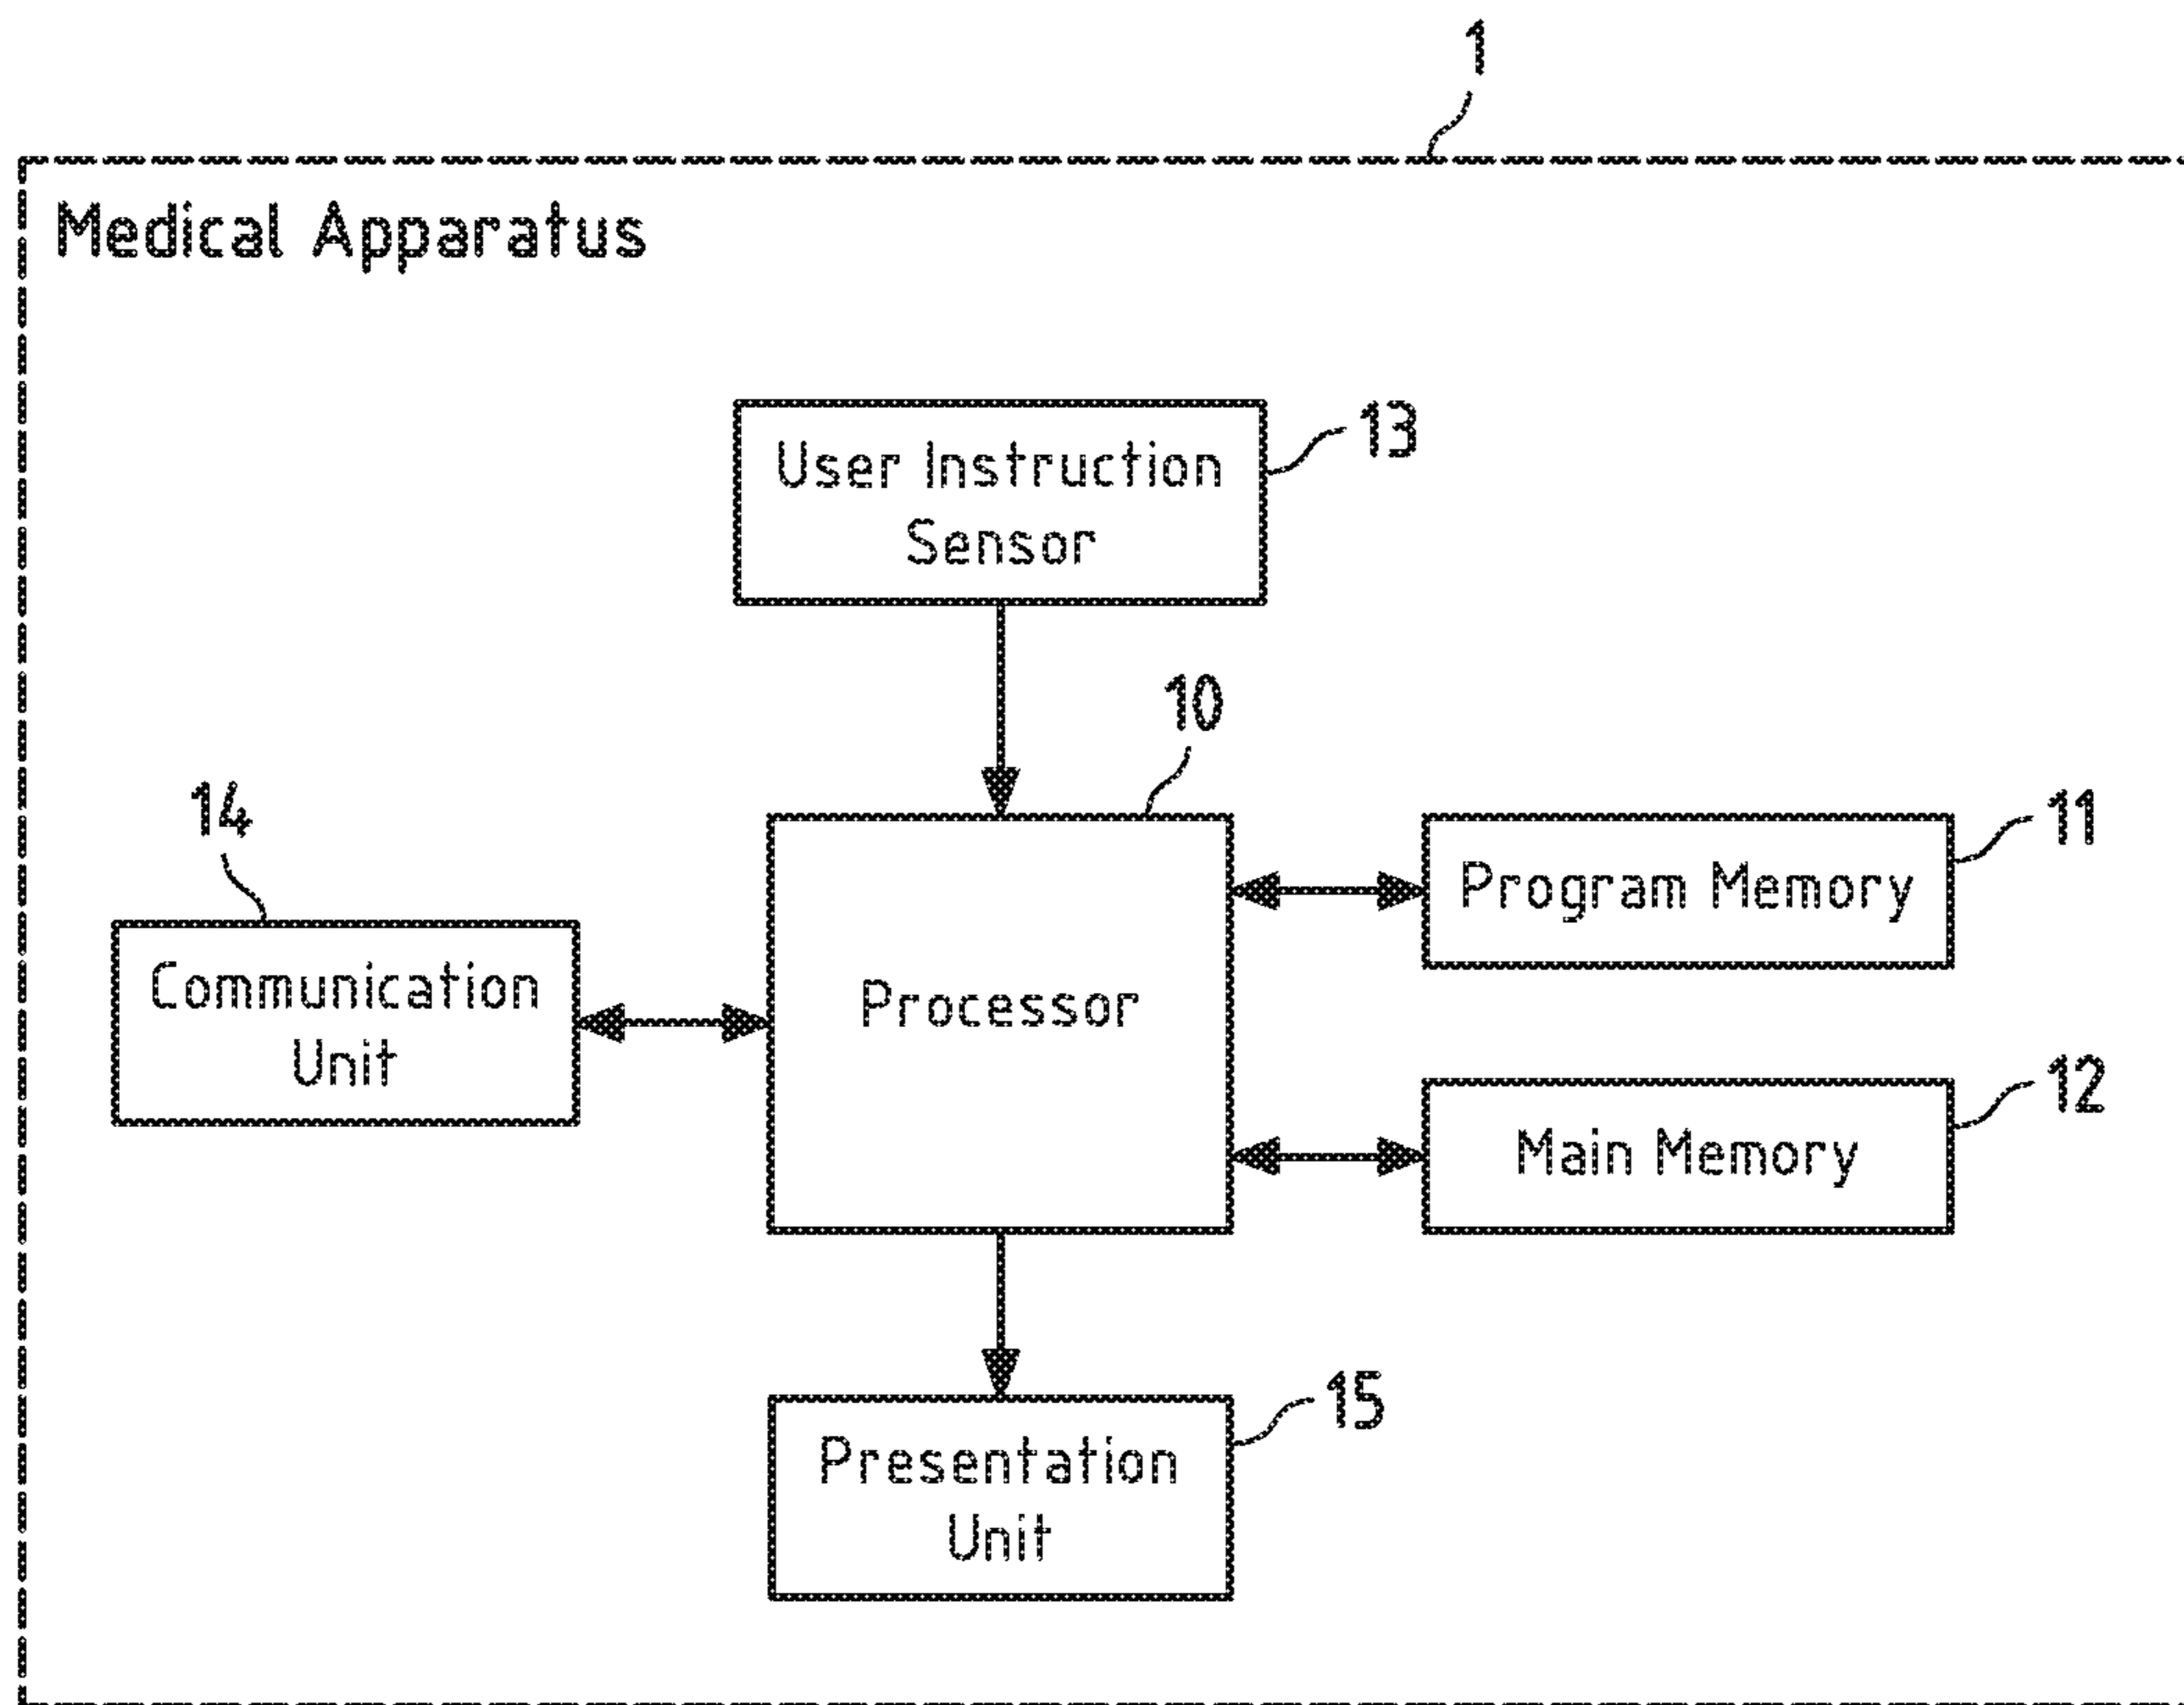 1
Medical Apparatus
User Instruction
Sensor
13
10
14
11
Program Memory
Communication
Unit
Processor
12
Main Memory
15
Presentation
Unit